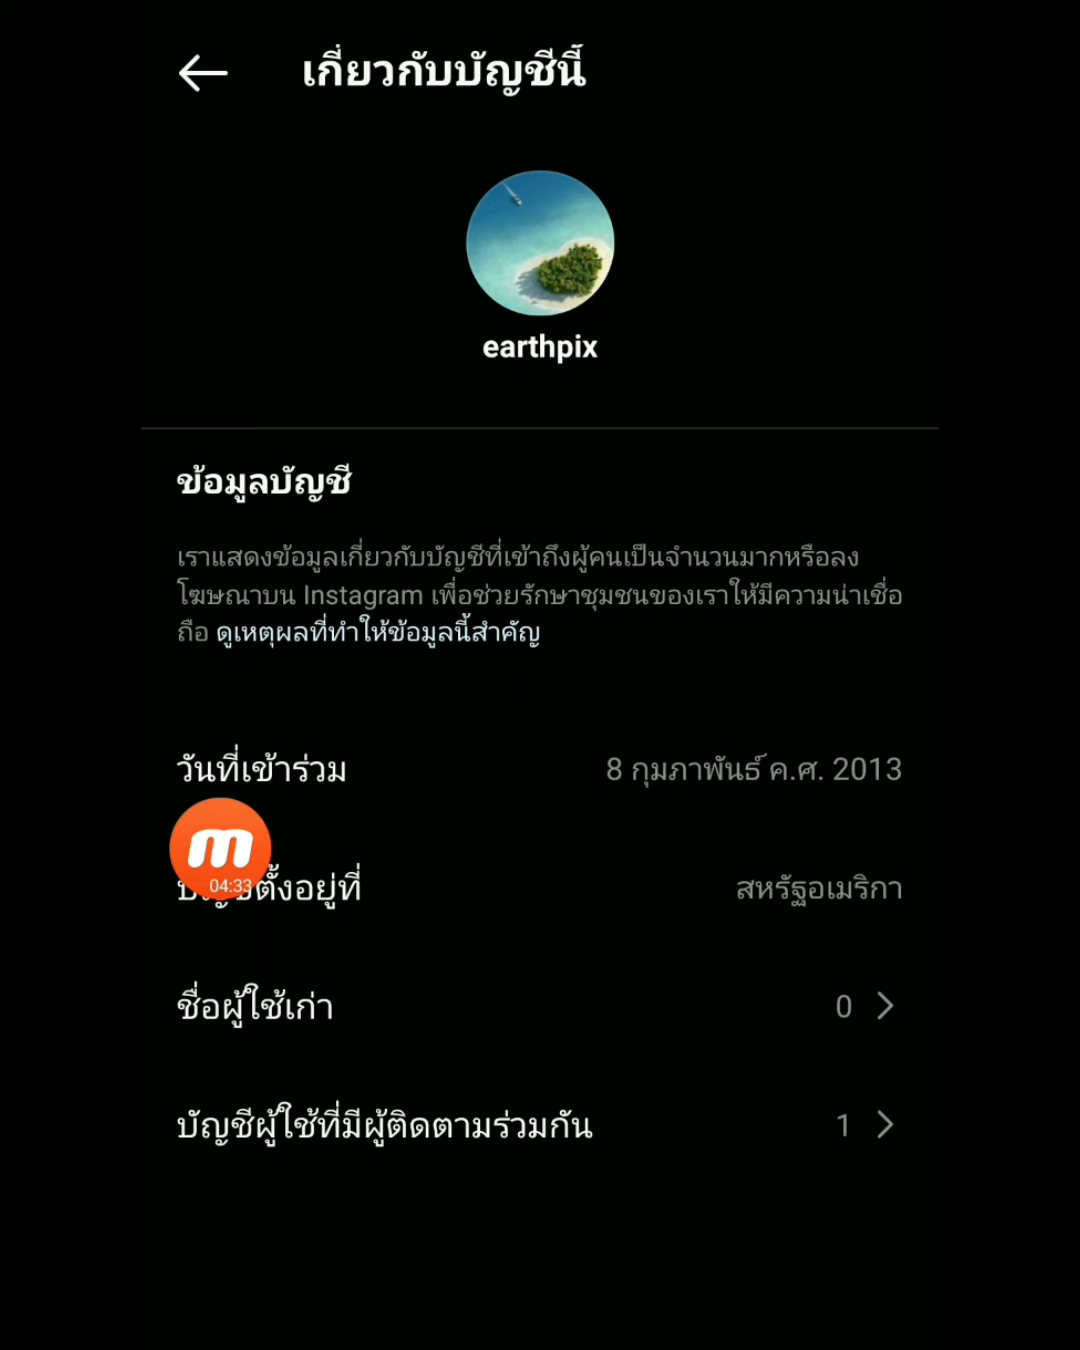 เกี่ยวกับบัญชีนี้
earthpix
ข้อมูลบัญชี
เราแสดงข้อมูลเกี่ยวกับบัญชีที่เข้าถึงผู้คนเป็นจำนวนมากหรือลง
โฆษณาบน Instagram เพื่อช่วยรักษาชุมชนของเราให้มีความน่าเชื่อ
ถือ ดูเหตุผลที่ทำให้ข้อมูลนี้สำคัญ
วันที่เข้าร่วม 8 กุมภาพันธ์ ค.ศ. 2013
m
04:33
ตั้งอยู่ที่ สหรัฐอเมริกา
ชื่อผู้ใช้เก่า 0
บัญชีผู้ใช้ที่มีผู้ติดตามร่วมกัน 1